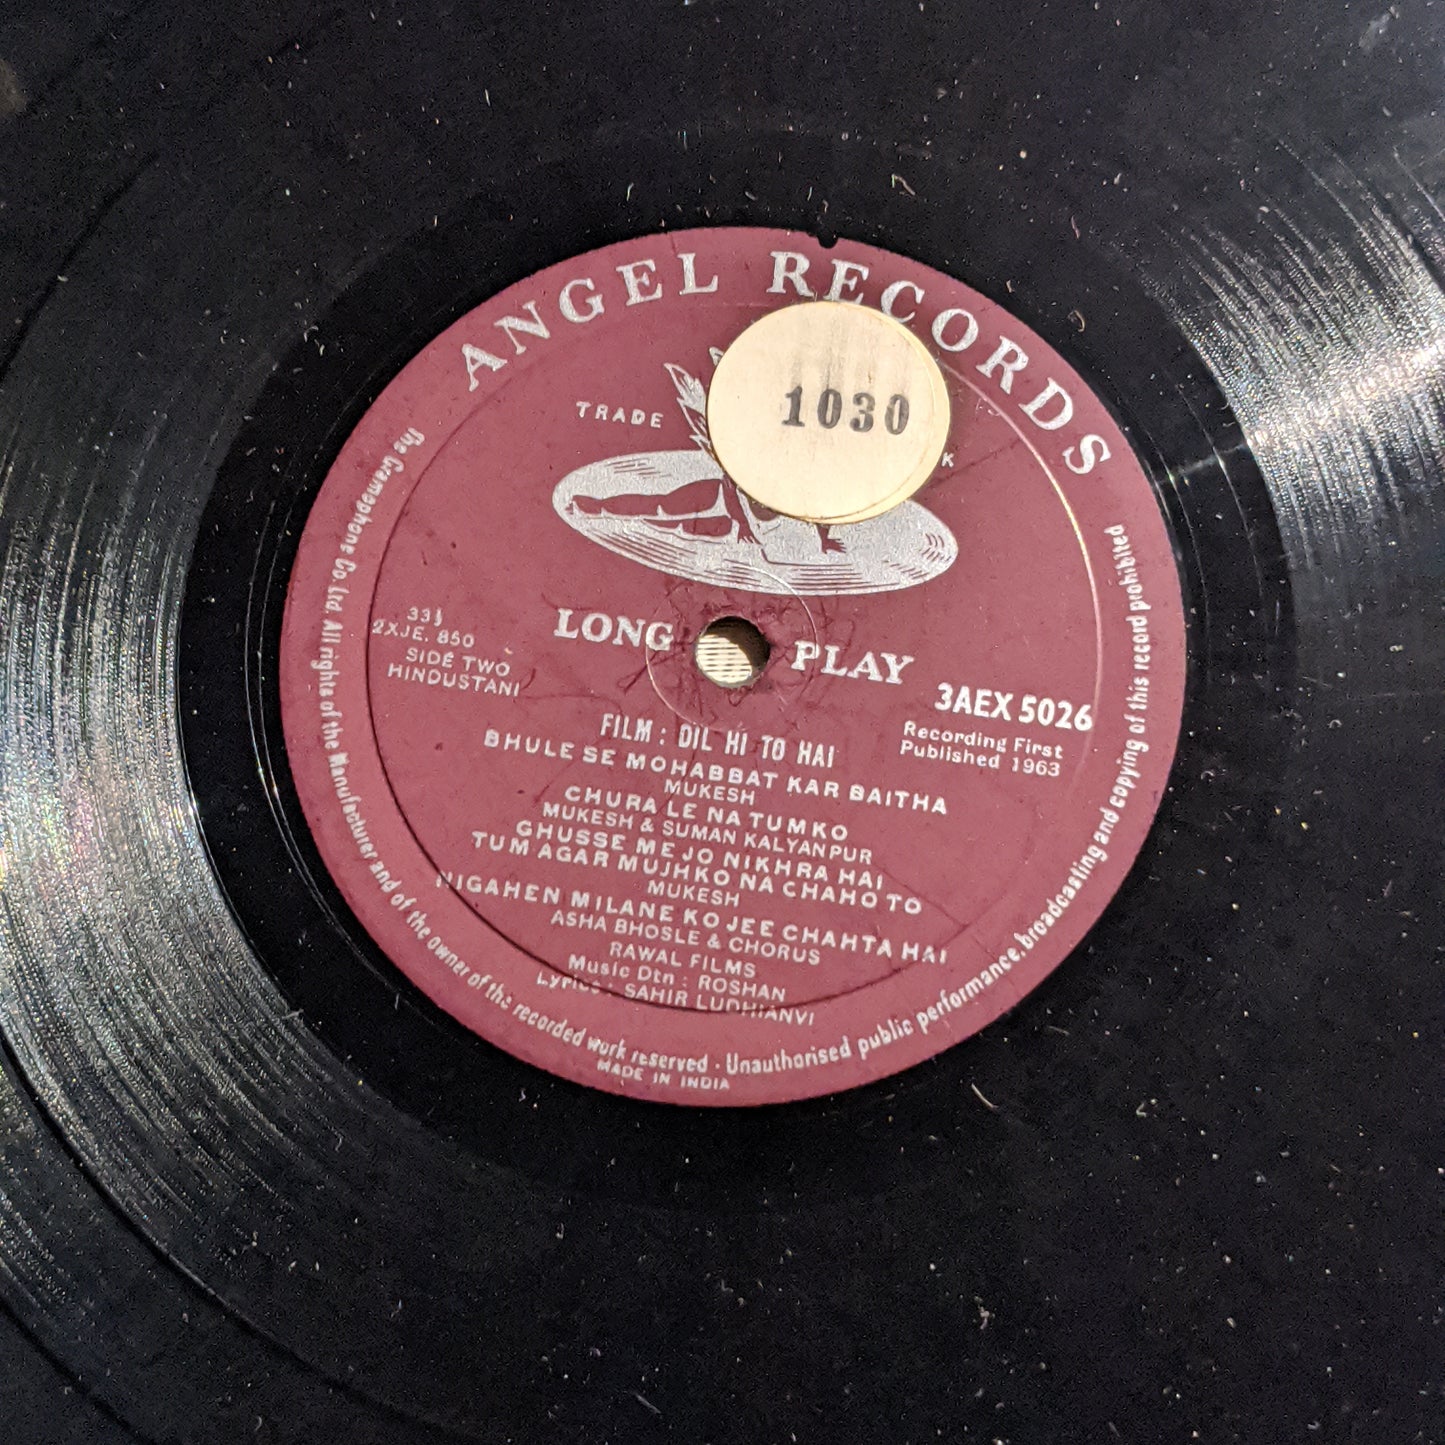 ANGEL RECORDS
1030
TRADE
LONG PLAY
33⅓
2XJE. 850
SIDE TWO
HINDUSTANI
3AEX 5026
Recording First
Published 1963
FILM : DIL HI TO HAI
BHULE SE MOHABBAT KAR BAITHA
MUKESH
CHURA LE NA TUMKO
MUKESH & SUMAN KALYANPUR
GHUSSE ME JO NIKHRA HAI
TUM AGAR MUJHKO NA CHAHO TO
MUKESH
NIGAHEN MILANE KO JEE CHAHTA HAI
ASHA BHOSLE & CHORUS
RAWAL FILMS
Music Dtn : ROSHAN
Lyrics : SAHIR LUDHIANVI
The Gramophone Co. Ltd. All rights of the Manufacturer and of the owner of the recorded work reserved · Unauthorised public performance, broadcasting and copying of this record prohibited
MADE IN INDIA